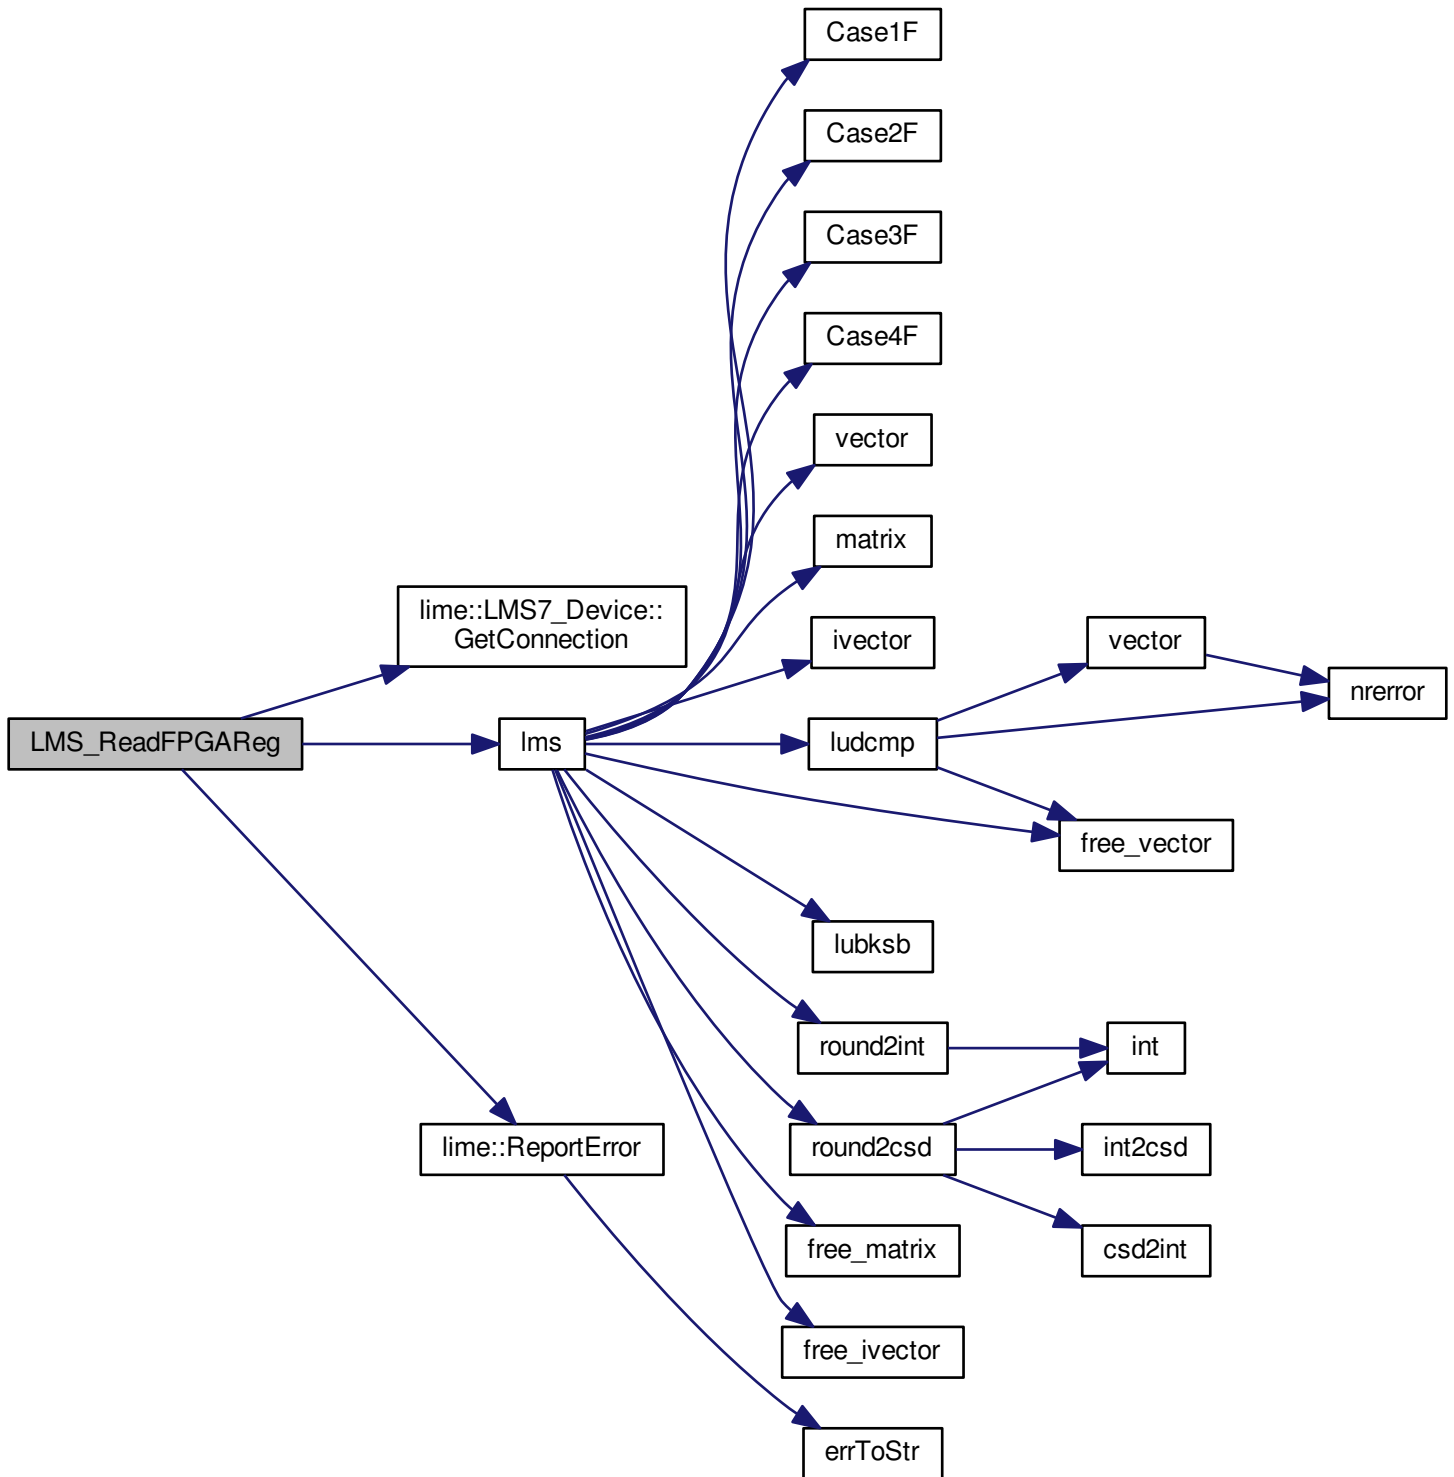 Case1F
Case2F
Case3F
Case4F
vector
matrix
lime::LMS7_Device::
GetConnection
ivector
vector
nrerror
LMS_ReadFPGAReg
lms
ludcmp
free_vector
lubksb
round2int
int
lime::ReportError
round2csd
int2csd
free_matrix
csd2int
free_ivector
errToStr